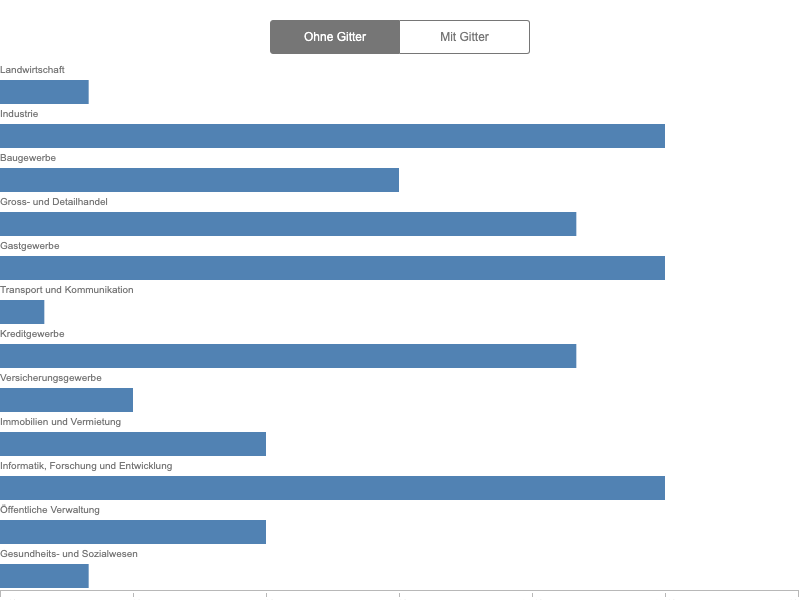 Ohne Gitter Mit Gitter
Landwirtschaft
Industrie
Baugewerbe
Gross- und Detailhandel
Gastgewerbe
Transport und Kommunikation
Kreditgewerbe
Versicherungsgewerbe
Immobilien und Vermietung
Informatik, Forschung und Entwicklung
Öffentliche Verwaltung
Gesundheits- und Sozialwesen